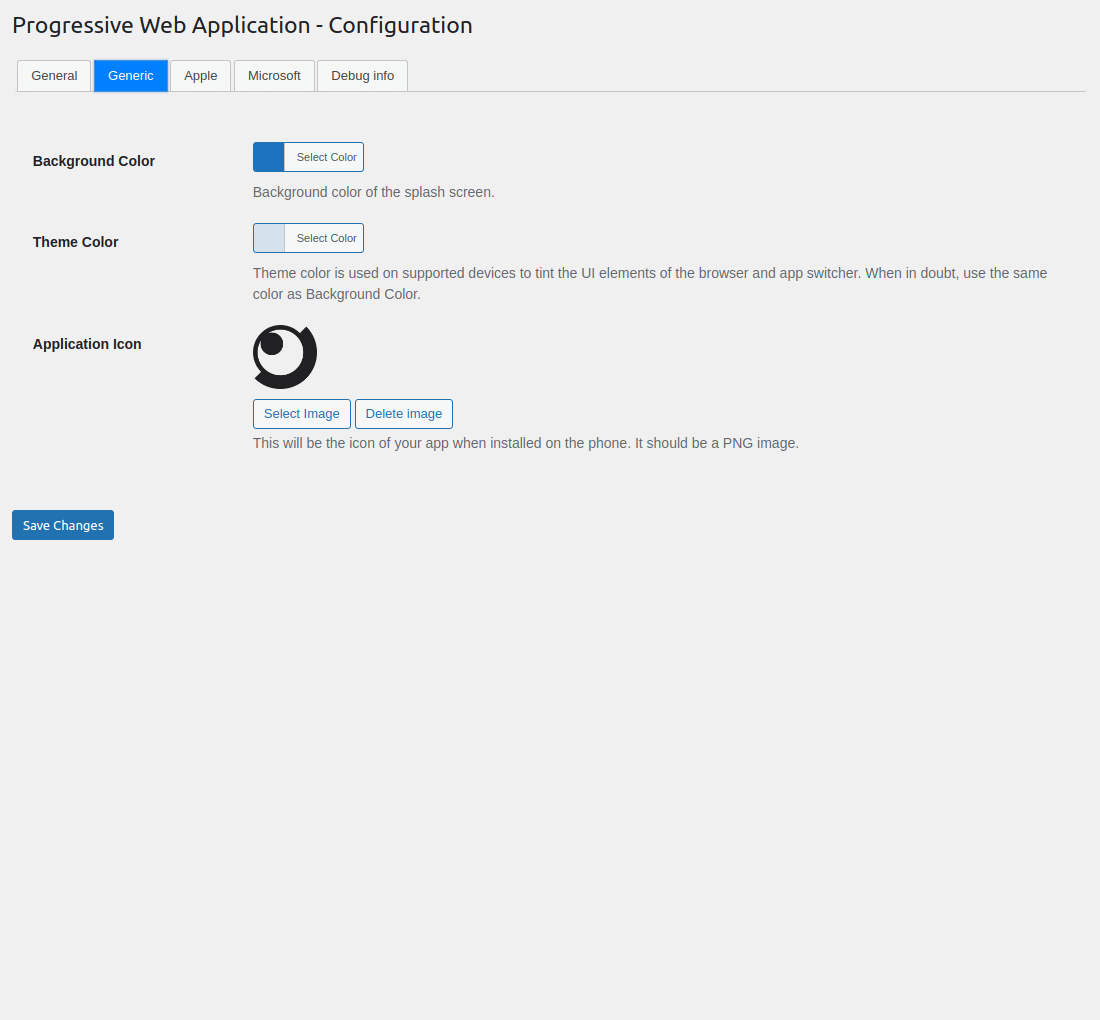 Progressive Web Application - Configuration
General Generic Apple Microsoft Debug info
Background Color Select Color
Background color of the splash screen.
Theme Color Select Color
Theme color is used on supported devices to tint the UI elements of the browser and app switcher. When in doubt, use the same
color as Background Color.
Application Icon
Select Image Delete image
This will be the icon of your app when installed on the phone. It should be a PNG image.
Save Changes